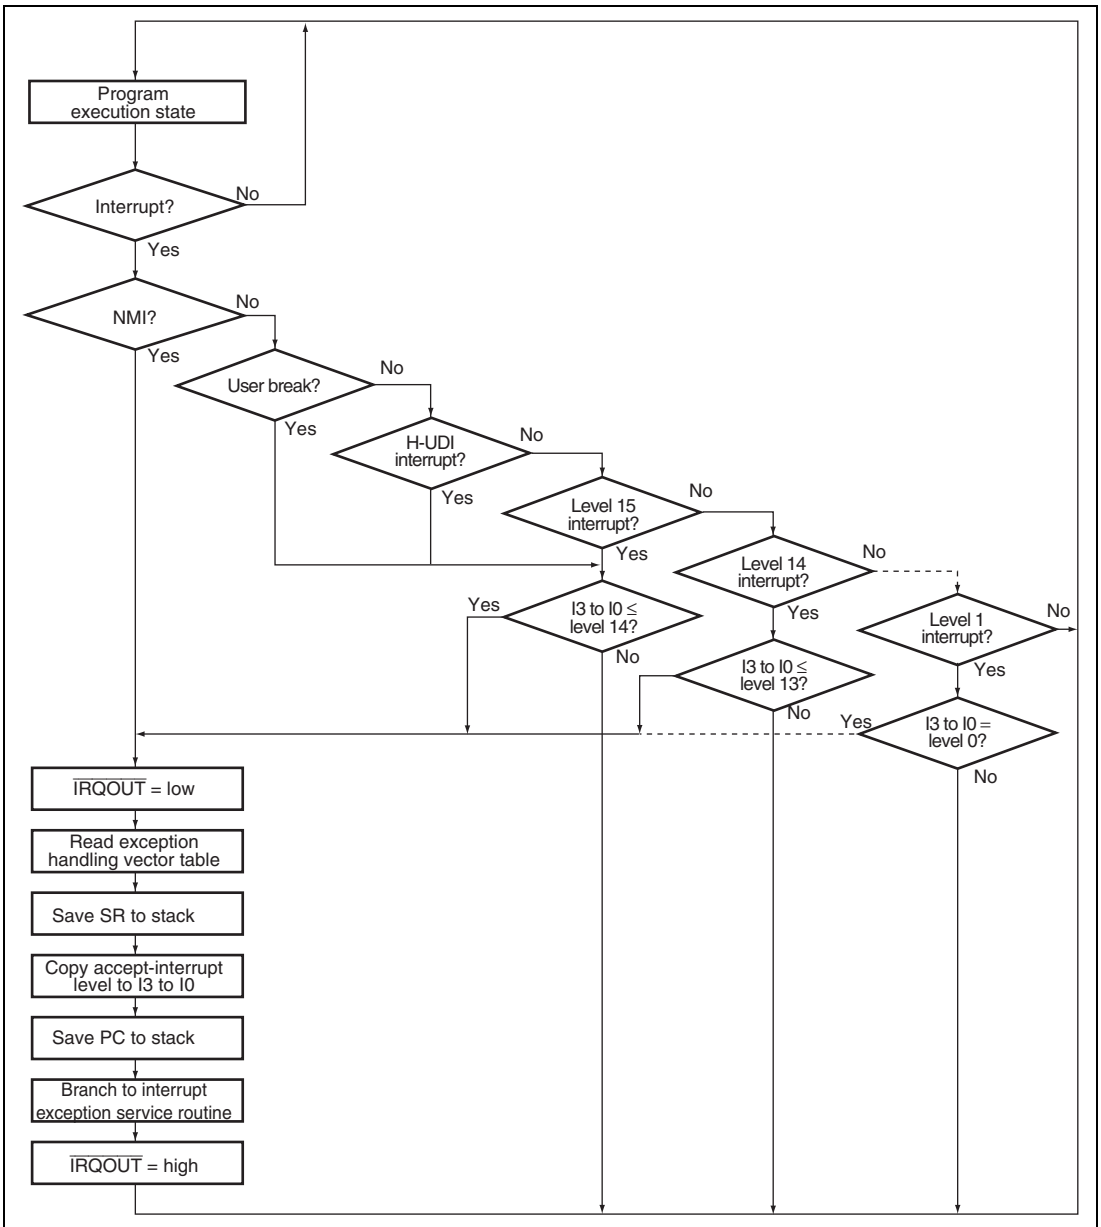 Program
execution state
Interrupt?
No
Yes
NMI?
No
Yes
User break?
No
Yes
H-UDI
interrupt?
No
Yes
Level 15
interrupt?
No
Yes
Level 14
interrupt?
No
Yes
Level 1
interrupt?
No
Yes
I3 to I0 ≤
level 14?
Yes
No
I3 to I0 ≤
level 13?
No
I3 to I0 =
level 0?
Yes
No
IRQOUT = low
Read exception
handling vector table
Save SR to stack
Copy accept-interrupt
level to I3 to I0
Save PC to stack
Branch to interrupt
exception service routine
IRQOUT = high